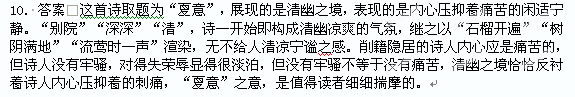 10. 答案□这首诗取题为“夏意”，展现的是清幽之境，表现的是内心压抑着痛苦的闲适宁
静。“别院”“深深”“清”，诗一开始即构成清幽凉爽的气氛，继之以“石榴开遍”“树
阴满地”“流莺时一声”渲染，无不给人清凉宁谧之感。削籍隐居的诗人内心应是痛苦的，
但诗人没有牢骚，对得失荣辱显得很淡泊，但没有牢骚不等于没有痛苦，清幽之境恰恰反衬
着诗人内心压抑的刺痛，“夏意”之意，是值得读者细细揣摩的。